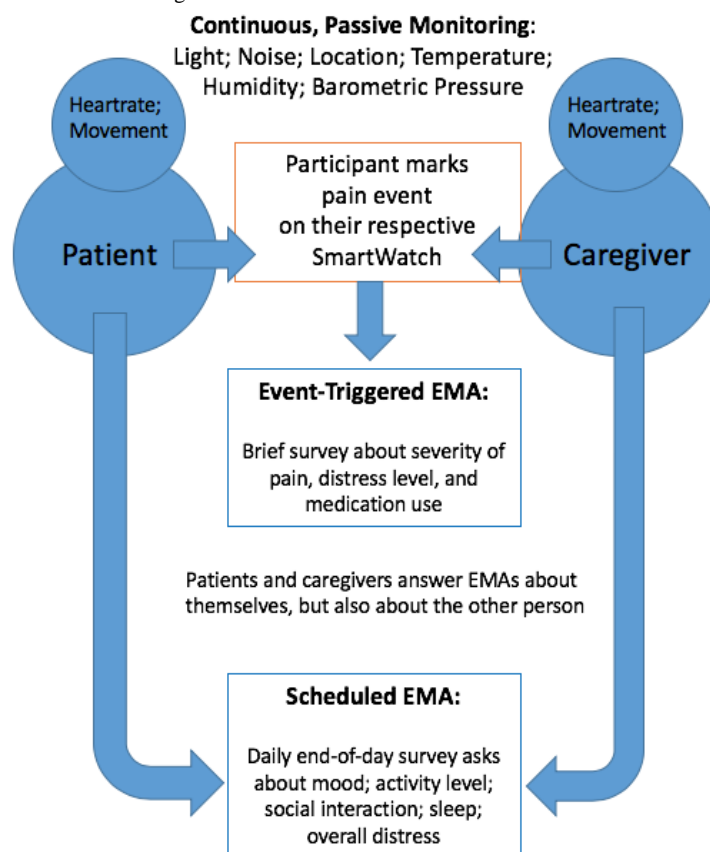 Continuous, Passive Monitoring:
Light; Noise; Location; Temperature;
Humidity; Barometric Pressure
Heartrate;
Movement
Heartrate;
Movement
Participant marks
pain event
on their respective
SmartWatch
Patient
Caregiver
Event-Triggered EMA:
Brief survey about severity of
pain, distress level, and
medication use
Patients and caregivers answer EMAs about
themselves, but also about the other person
Scheduled EMA:
Daily end-of-day survey asks
about mood; activity level;
social interaction; sleep;
overall distress